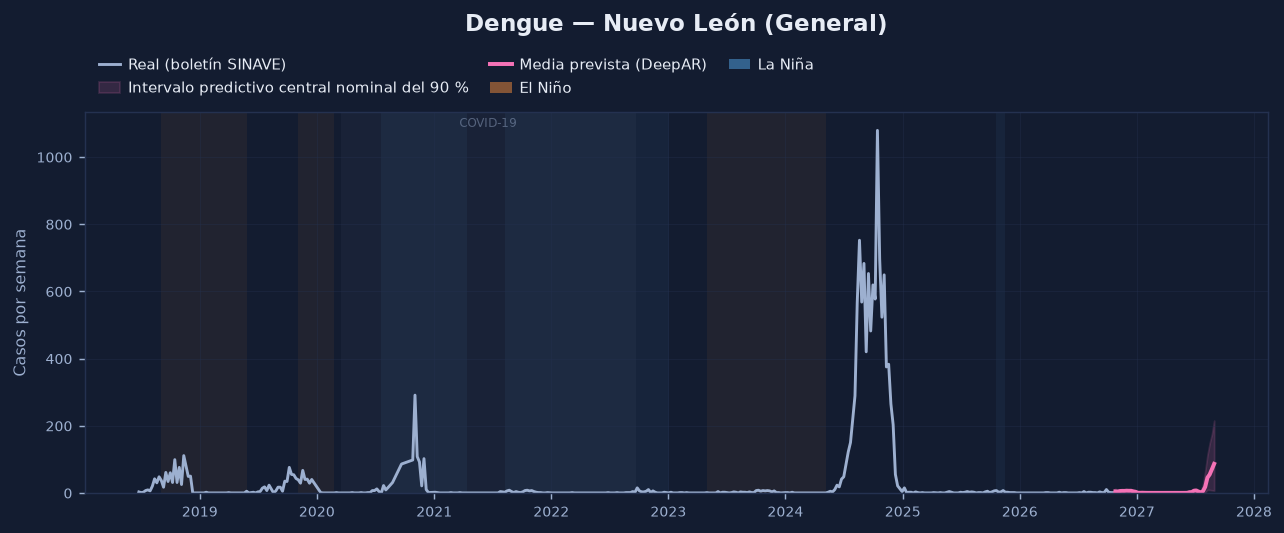 Dengue — Nuevo León (General)
Real (boletín SINAVE)
Media prevista (DeepAR)
La Niña
Intervalo predictivo central nominal del 90 %
El Niño
COVID-19
Casos por semana
1000
800
600
400
200
0
2019 2020 2021 2022 2023 2024 2025 2026 2027 2028